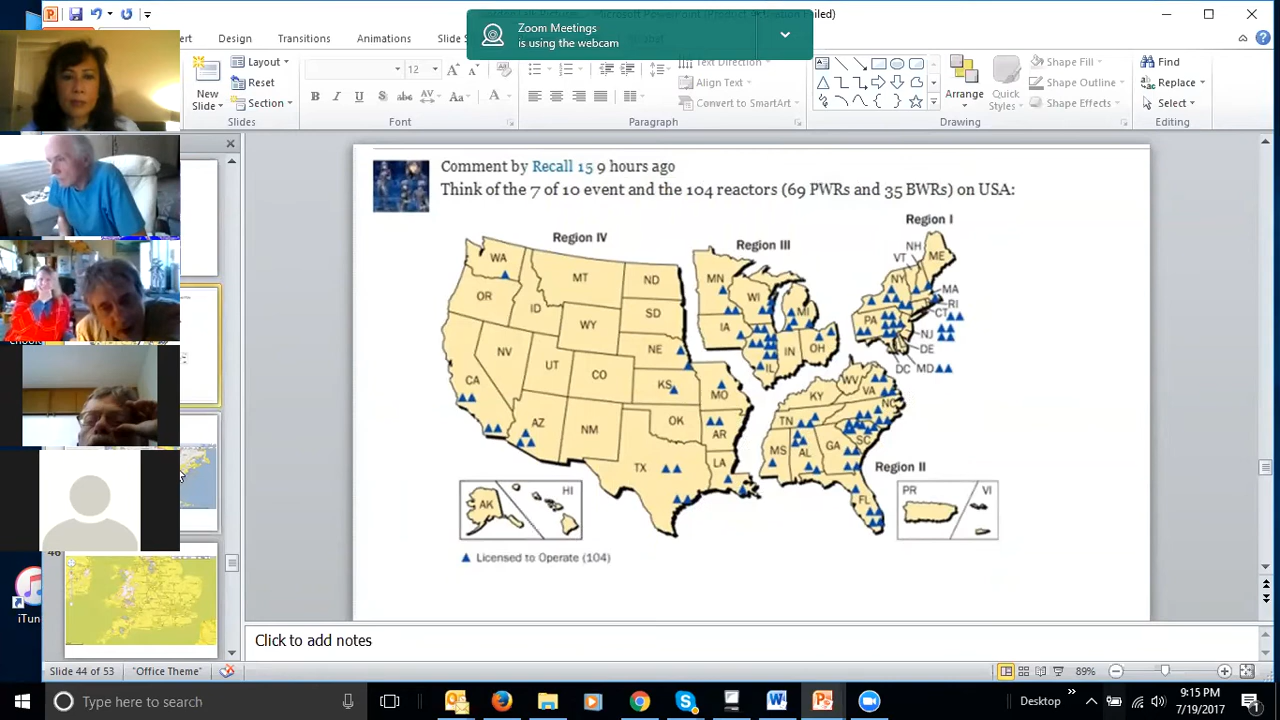 Zoom Meetings
is using the webcam
Failed)
Design
Transitions
Animations
Slide
New
Slide
Layout
Reset
Section
Slides
12
B I U S abc AV Aa A
Font
Text Direction
Align Text
Convert to SmartArt
Paragraph
Arrange
Quick
Styles
Shape Fill
Shape Outline
Shape Effects
Drawing
Find
Replace
Select
Editing
Comment by Recall 15 9 hours ago
Think of the 7 of 10 event and the 104 reactors (69 PWRs and 35 BWRs) on USA:
Region IV
Region III
Region I
Region II
WA
OR
ID
MT
ND
SD
WY
NE
NV
UT
CO
KS
CA
AZ
NM
OK
TX
MN
WI
MI
IA
IL
IN
OH
MO
AR
LA
NH
VT
ME
NY
MA
RI
CT
PA
NJ
DE
DC
MD
WV
VA
KY
NC
TN
SC
MS
AL
GA
FL
AK
HI
PR
VI
Licensed to Operate (104)
46
iTun
Click to add notes
Slide 44 of 53
"Office Theme"
89%
Type here to search
Desktop
9:15 PM
7/19/2017